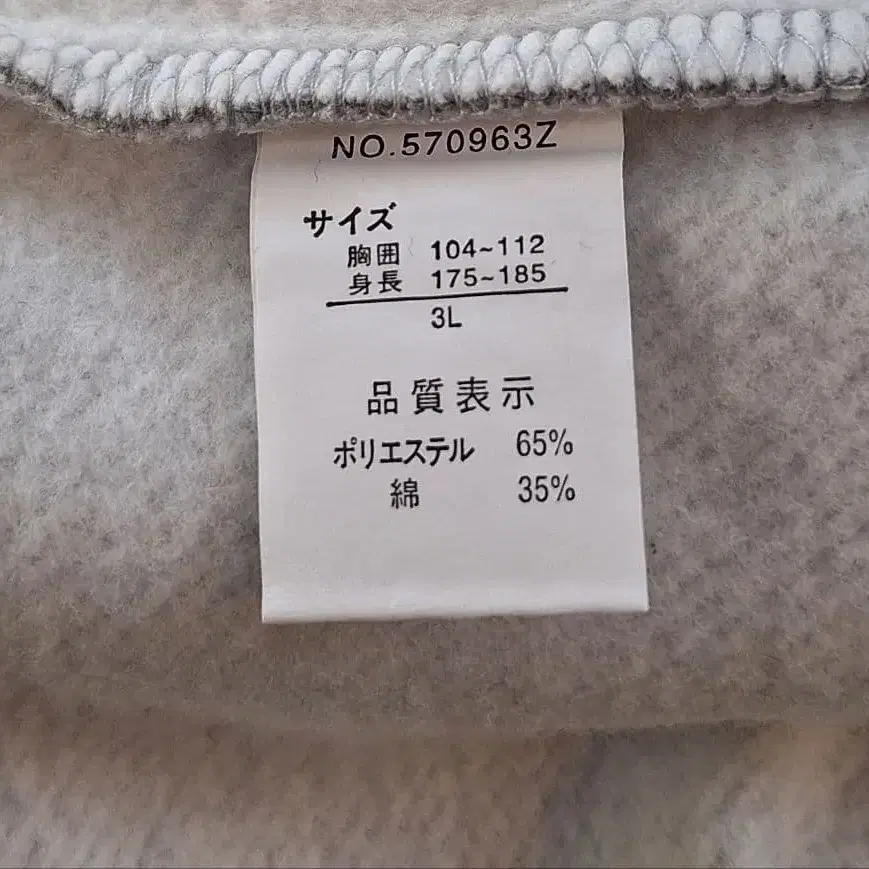 NO.570963Z
サイズ
胸囲 104~112
身長 175~185
3L
品質表示
ポリエステル 65%
綿 35%